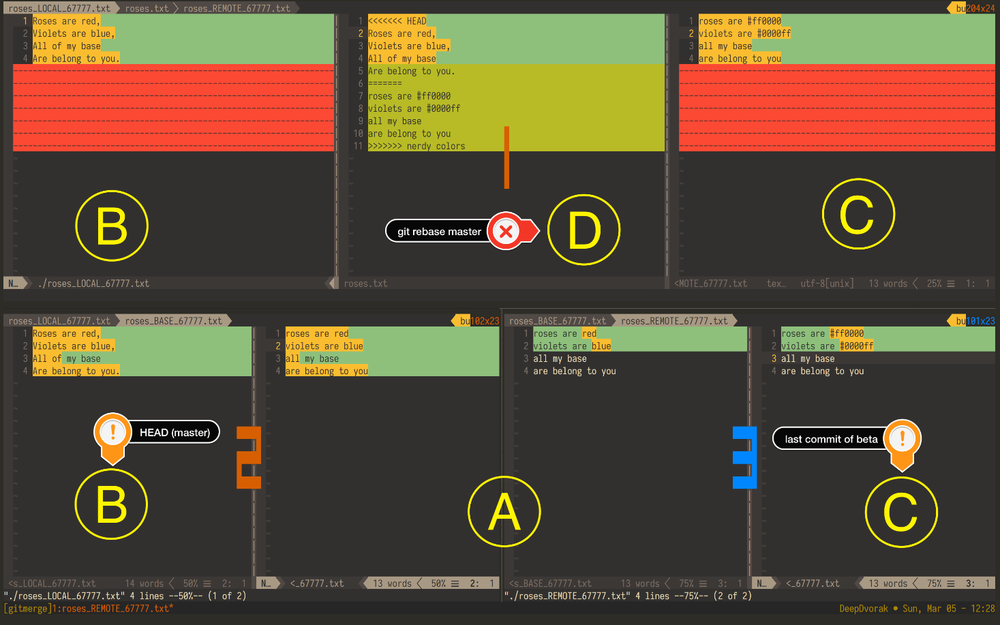 roses_LOCAL_67777.txt roses.txt roses_REMOTE_67777.txt bu204x24
1 Roses are red,
2 Violets are blue,
3 All of my base
4 Are belong to you.
1 <<<<<<< HEAD
2 Roses are red,
3 Violets are blue,
4 All of my base
5 Are belong to you.
6 =======
7 roses are #ff0000
8 violets are #0000ff
9 all my base
10 are belong to you
11 >>>>>>> nerdy colors
1 roses are #ff0000
2 violets are #0000ff
3 all my base
4 are belong to you
B
git rebase master
D
C
N… ./roses_LOCAL_67777.txt
roses.txt
<MOTE_67777.txt tex… utf-8[unix] 13 words 25% ☰ 1: 1
roses_LOCAL_67777.txt roses_BASE_67777.txt bu102x23
1 Roses are red,
2 Violets are blue,
3 All of my base
4 Are belong to you.
1 roses are red
2 violets are blue
3 all my base
4 are belong to you
roses_BASE_67777.txt roses_REMOTE_67777.txt bu101x23
1 roses are red
2 violets are blue
3 all my base
4 are belong to you
1 roses are #ff0000
2 violets are #0000ff
3 all my base
4 are belong to you
! HEAD (master)
B
2
A
3
last commit of beta !
C
<s_LOCAL_67777.txt 14 words 50% ☰ 2: 1
N… <_67777.txt 13 words 50% ☰ 2: 1
<s_BASE_67777.txt 13 words 75% ☰ 3: 1
N… <_67777.txt 13 words 75% ☰ 3: 1
"./roses_LOCAL_67777.txt" 4 lines --50%-- (1 of 2)
"./roses_REMOTE_67777.txt" 4 lines --75%-- (2 of 2)
[gitmerge]1:roses_REMOTE_67777.txt*
DeepDvorak • Sun, Mar 05 - 12:28